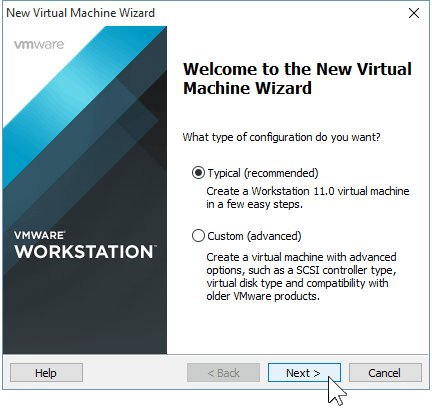 New Virtual Machine Wizard
vmware
Welcome to the New Virtual
Machine Wizard
What type of configuration do you want?
Typical (recommended)
Create a Workstation 11.0 virtual machine
in a few easy steps.
Custom (advanced)
Create a virtual machine with advanced
options, such as a SCSI controller type,
virtual disk type and compatibility with
older VMware products.
VMWARE®
WORKSTATION™
Help
< Back
Next >
Cancel